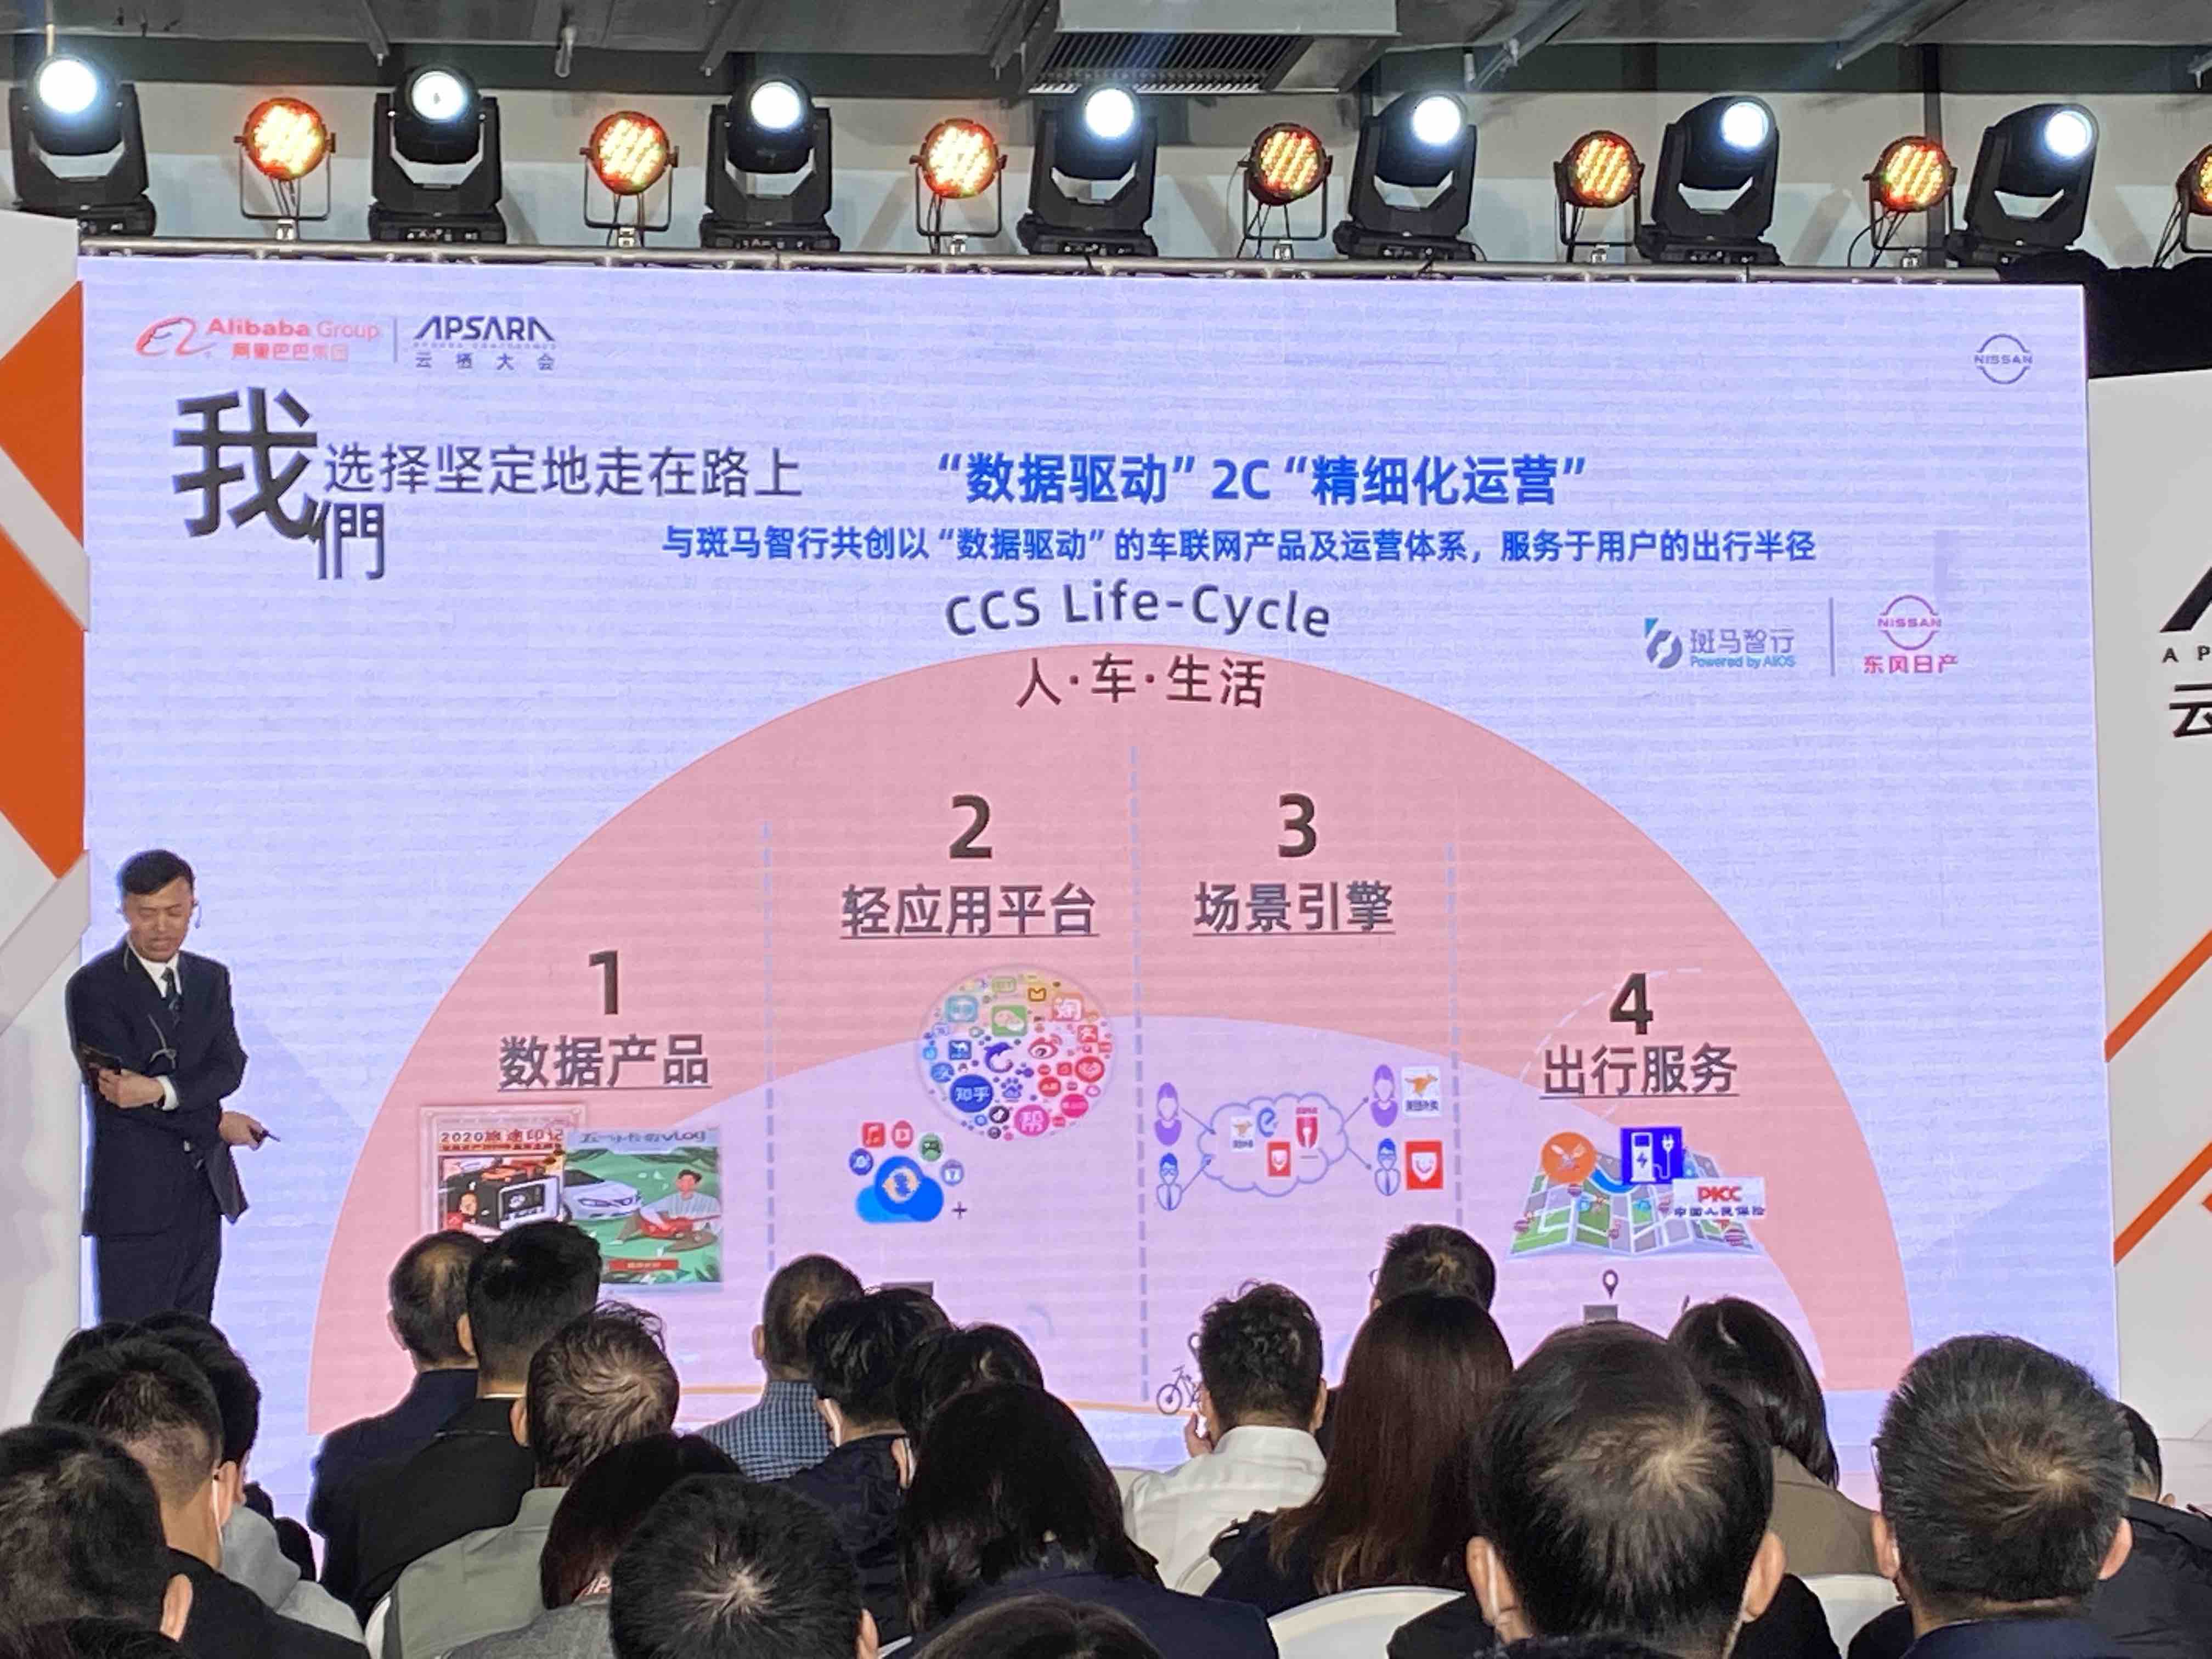 Alibaba Group
阿里巴巴集团
APSARA
云栖大会
NISSAN
我们
选择坚定地走在路上
“数据驱动”2C“精细化运营”
与斑马智行共创以“数据驱动”的车联网产品及运营体系，服务于用户的出行半径
CCS Life-Cycle
人·车·生活
斑马智行
Powered by AliOS
NISSAN
东风日产
1
数据产品
2020旅途印记
2
轻应用平台
淘
知乎
帮
+
3
场景引擎
4
出行服务
PICC
中国人民保险
A P
云